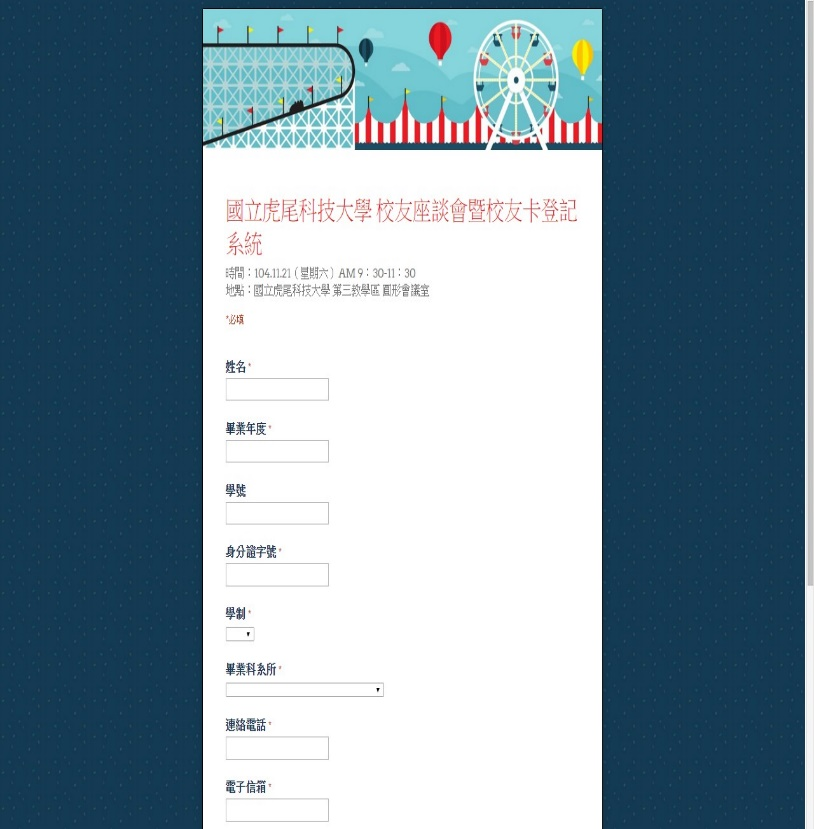 國立虎尾科技大學 校友座談會暨校友卡登記
系統
時間：104.11.21 ( 星期六 ) AM 9：30-11：30
地點：國立虎尾科技大學 第三教學區 圓形會議室
*必填
姓名 *
畢業年度 *
學號
身分證字號 *
學制 *
畢業科系所 *
連絡電話 *
電子信箱 *